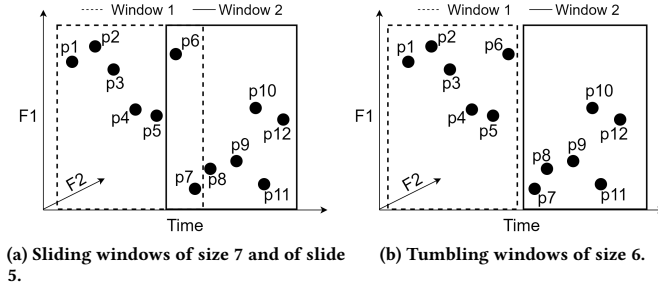 Window 1 Window 2
p1
p2
p3
p4
p5
p6
p7
p8
p9
p10
p11
p12
F1
F2
Time
(a) Sliding windows of size 7 and of slide
5.
Window 1 Window 2
p1
p2
p3
p4
p5
p6
p7
p8
p9
p10
p11
p12
F1
F2
Time
(b) Tumbling windows of size 6.